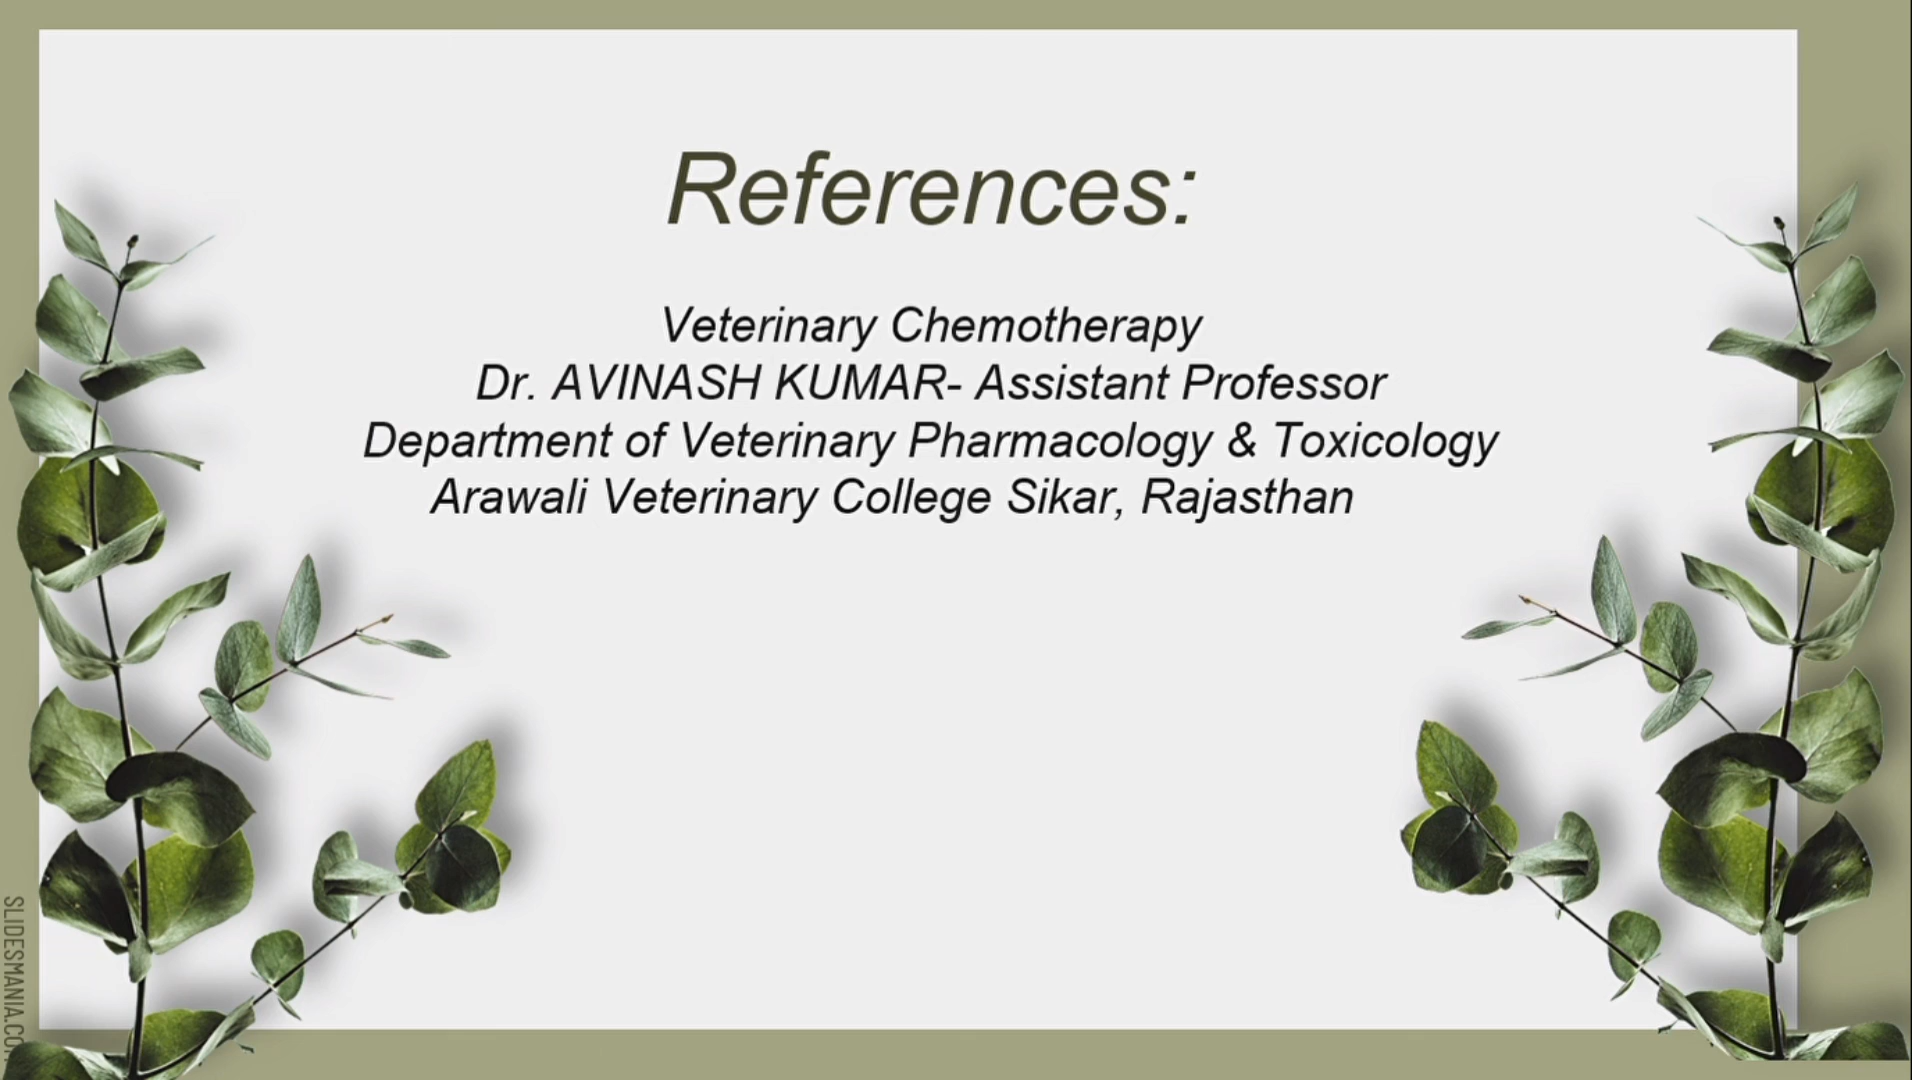 References:
Veterinary Chemotherapy
Dr. AVINASH KUMAR- Assistant Professor
Department of Veterinary Pharmacology & Toxicology
Arawali Veterinary College Sikar, Rajasthan
SLIDESMANIA.CO